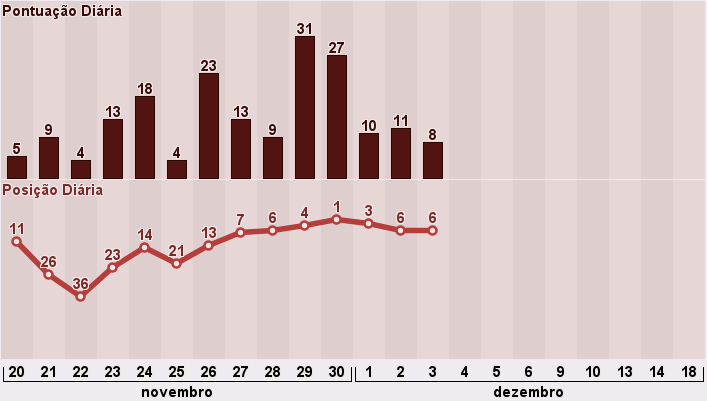 Pontuação Diária
5 9 4 13 18 4 23 13 9 31 27 10 11 8
Posição Diária
11 26 36 23 14 21 13 7 6 4 1 3 6 6
20 21 22 23 24 25 26 27 28 29 30 1 2 3 4 5 6 9 10 13 14 18
novembro dezembro